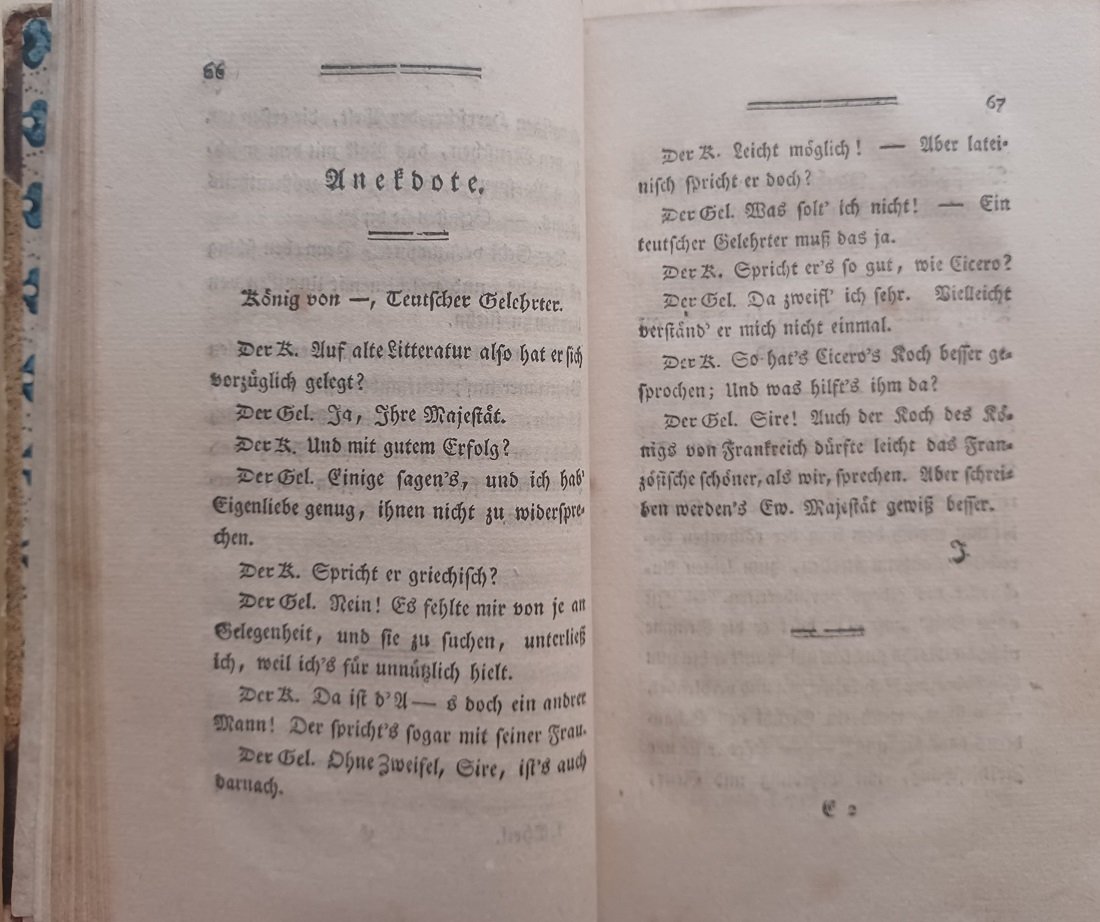 66
Anekdote.
König von —, Teutscher Gelehrter.
Der K. Auf alte Litteratur also hat er sich
vorzüglich gelegt?
Der Gel. Ja, Ihre Majestät.
Der K. Und mit gutem Erfolg?
Der Gel. Einige sagen's, und ich hab'
Eigenliebe genug, ihnen nicht zu widerspre-
chen.
Der K. Spricht er griechisch?
Der Gel. Nein! Es fehlte mir von je an
Gelegenheit, und sie zu suchen, unterließ
ich, weil ich's für unnützlich hielt.
Der K. Da ist d'A— s doch ein andrer
Mann! Der spricht's sogar mit seiner Frau.
Der Gel. Ohne Zweifel, Sire, ist's auch
darnach.
67
Der K. Leicht möglich! — Aber latei-
nisch spricht er doch?
Der Gel. Was solt' ich nicht! — Ein
teutscher Gelehrter muß das ja.
Der K. Spricht er's so gut, wie Cicero?
Der Gel. Da zweifl' ich sehr. Vielleicht
verständ' er mich nicht einmal.
Der K. So hat's Cicero's Koch besser ge-
sprochen; Und was hilft's ihm da?
Der Gel. Sire! Auch der Koch des Kö-
nigs von Frankreich dürfte leicht das Fran-
zösische schöner, als wir, sprechen. Aber schrei-
ben werden's Ew. Majestät gewiß besser.
J.
E 2